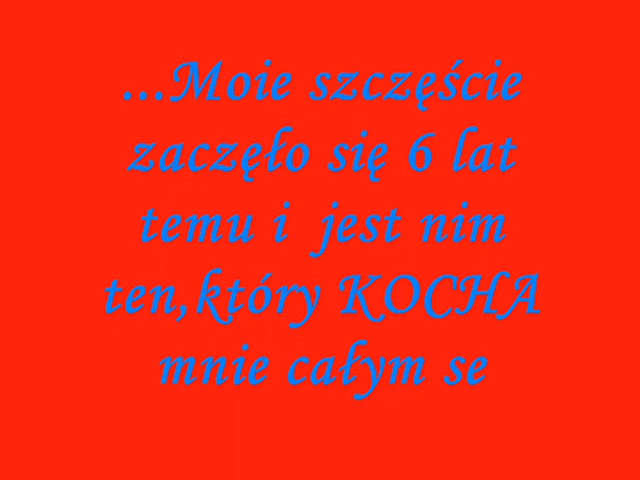 ...Moie szczęście
zaczęło się 6 lat
temu i jest nim
ten,który KOCHA
mnie całym se